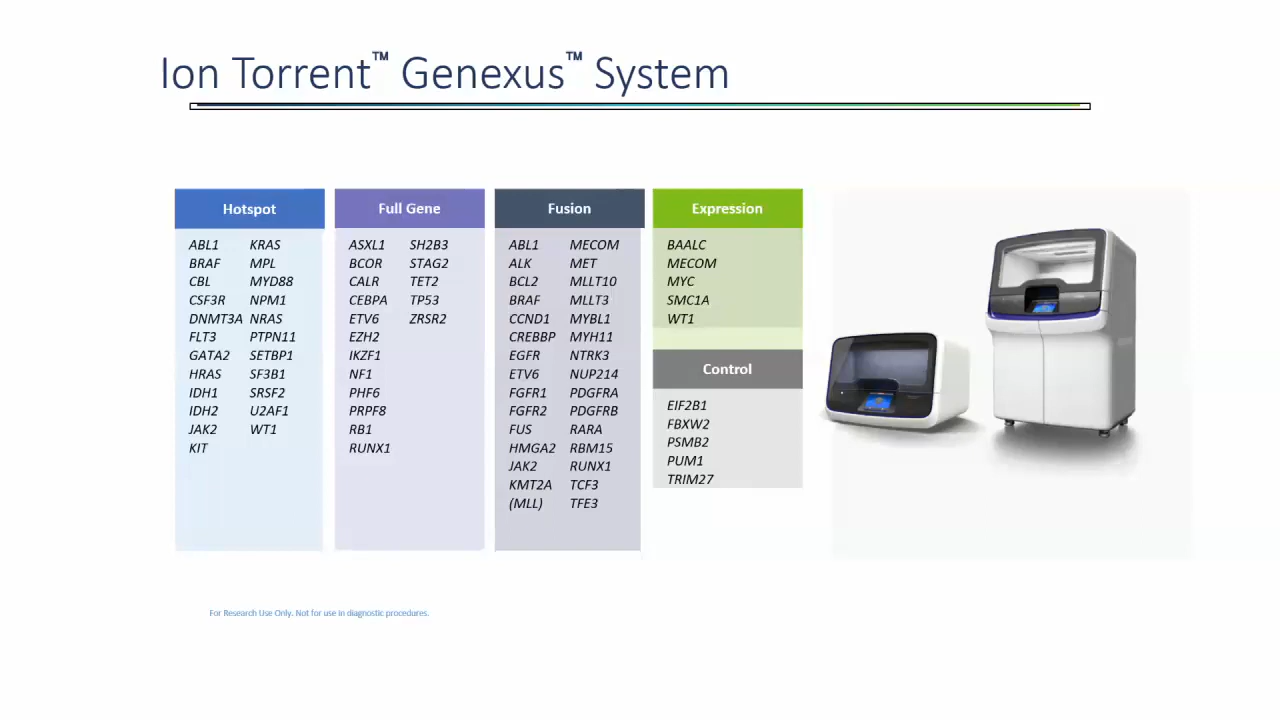 Ion Torrent™ Genexus™ System
Hotspot
ABL1 KRAS
BRAF MPL
CBL MYD88
CSF3R NPM1
DNMT3A NRAS
FLT3 PTPN11
GATA2 SETBP1
HRAS SF3B1
IDH1 SRSF2
IDH2 U2AF1
JAK2 WT1
KIT
Full Gene
ASXL1 SH2B3
BCOR STAG2
CALR TET2
CEBPA TP53
ETV6 ZRSR2
EZH2
IKZF1
NF1
PHF6
PRPF8
RB1
RUNX1
Fusion
ABL1 MECOM
ALK MET
BCL2 MLLT10
BRAF MLLT3
CCND1 MYBL1
CREBBP MYH11
EGFR NTRK3
ETV6 NUP214
FGFR1 PDGFRA
FGFR2 PDGFRB
FUS RARA
HMGA2 RBM15
JAK2 RUNX1
KMT2A TCF3
(MLL) TFE3
Expression
BAALC
MECOM
MYC
SMC1A
WT1
Control
EIF2B1
FBXW2
PSMB2
PUM1
TRIM27
For Research Use Only. Not for use in diagnostic procedures.